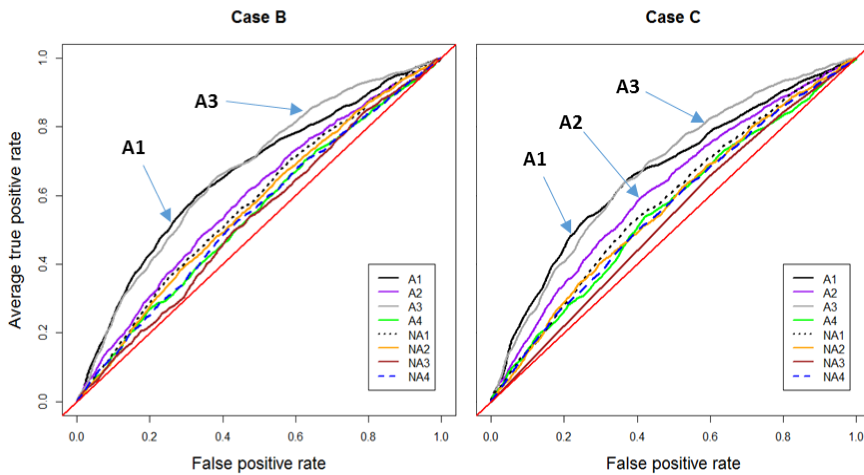 Case B
Case C
Average true positive rate
1.0
0.8
0.6
0.4
0.2
0.0
A3
A1
A1
A2
A3
NA1
NA2
NA3
NA4
A4
A3
A2
A1
A1
A2
A3
A4
NA1
NA2
NA3
NA4
0.0 0.2 0.4 0.6 0.8 1.0
0.0 0.2 0.4 0.6 0.8 1.0
False positive rate
False positive rate